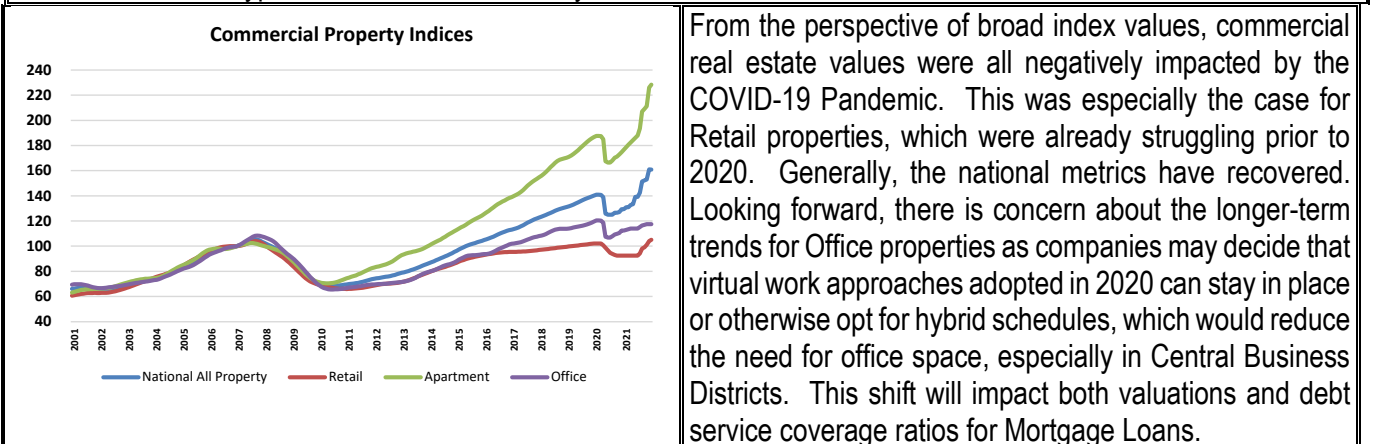 Commercial Property Indices
240
220
200
180
160
140
120
100
80
60
40
2001
2002
2003
2004
2005
2006
2007
2008
2009
2010
2011
2012
2013
2014
2015
2016
2017
2018
2019
2020
2021
National All Property
Retail
Apartment
Office
From the perspective of broad index values, commercial
real estate values were all negatively impacted by the
COVID-19 Pandemic. This was especially the case for
Retail properties, which were already struggling prior to
2020. Generally, the national metrics have recovered.
Looking forward, there is concern about the longer-term
trends for Office properties as companies may decide that
virtual work approaches adopted in 2020 can stay in place
or otherwise opt for hybrid schedules, which would reduce
the need for office space, especially in Central Business
Districts. This shift will impact both valuations and debt
service coverage ratios for Mortgage Loans.